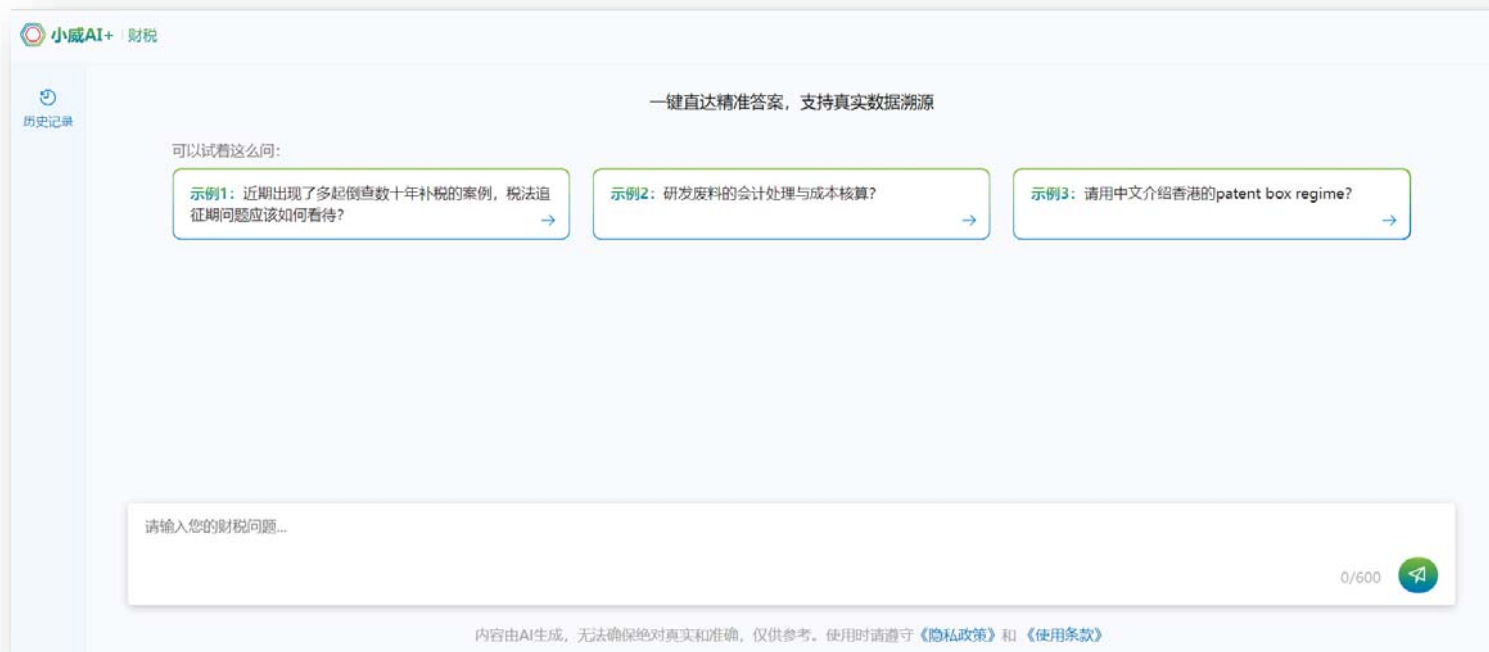 小威AI+ 财税
历史记录
一键直达精准答案，支持真实数据溯源
可以试着这么问：
示例1：近期出现了多起倒查数十年补税的案例，税法追
征期问题应该如何看待？
示例2：研发废料的会计处理与成本核算？
示例3：请用中文介绍香港的patent box regime?
请输入您的财税问题...
0/600
内容由AI生成，无法确保绝对真实和准确，仅供参考。使用时请遵守《隐私政策》和《使用条款》